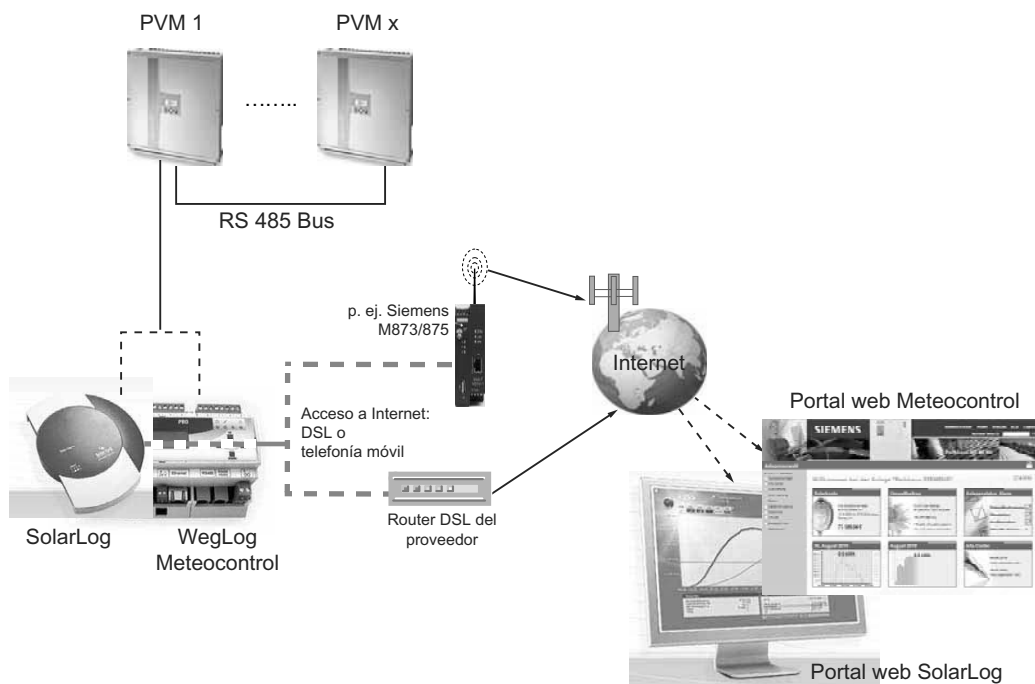 PVM 1
PVM x
........
RS 485 Bus
p. ej. Siemens
M873/875
Internet
Acceso a Internet:
DSL o
telefonía móvil
SolarLog
WegLog
Meteocontrol
Router DSL del
proveedor
Portal web Meteocontrol
SIEMENS
Portal web SolarLog